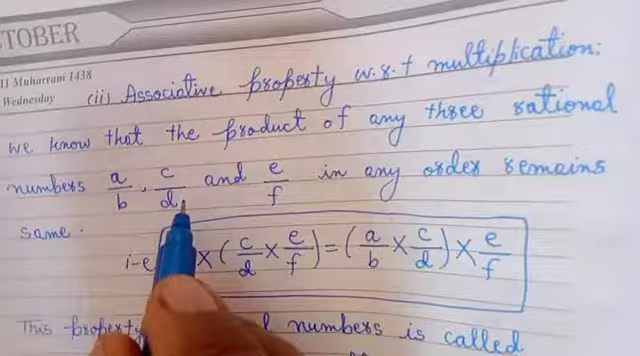 TOBER
11 Muharram 1438
Wednesday
(ii) Associative property w.r.t multiplication:
we know that the product of any three rational
numbers a/b, c/d and e/f in any order remains
same.
i-e × (c/d × e/f) = (a/b × c/d) × e/f
This property numbers is called